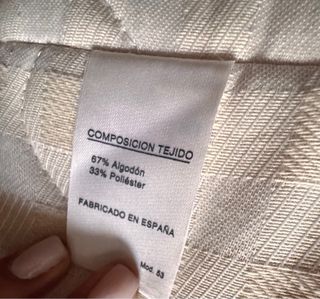 COMPOSICION TEJIDO
67% Algodón
33% Poliéster
FABRICADO EN ESPAÑA
Mod. 53